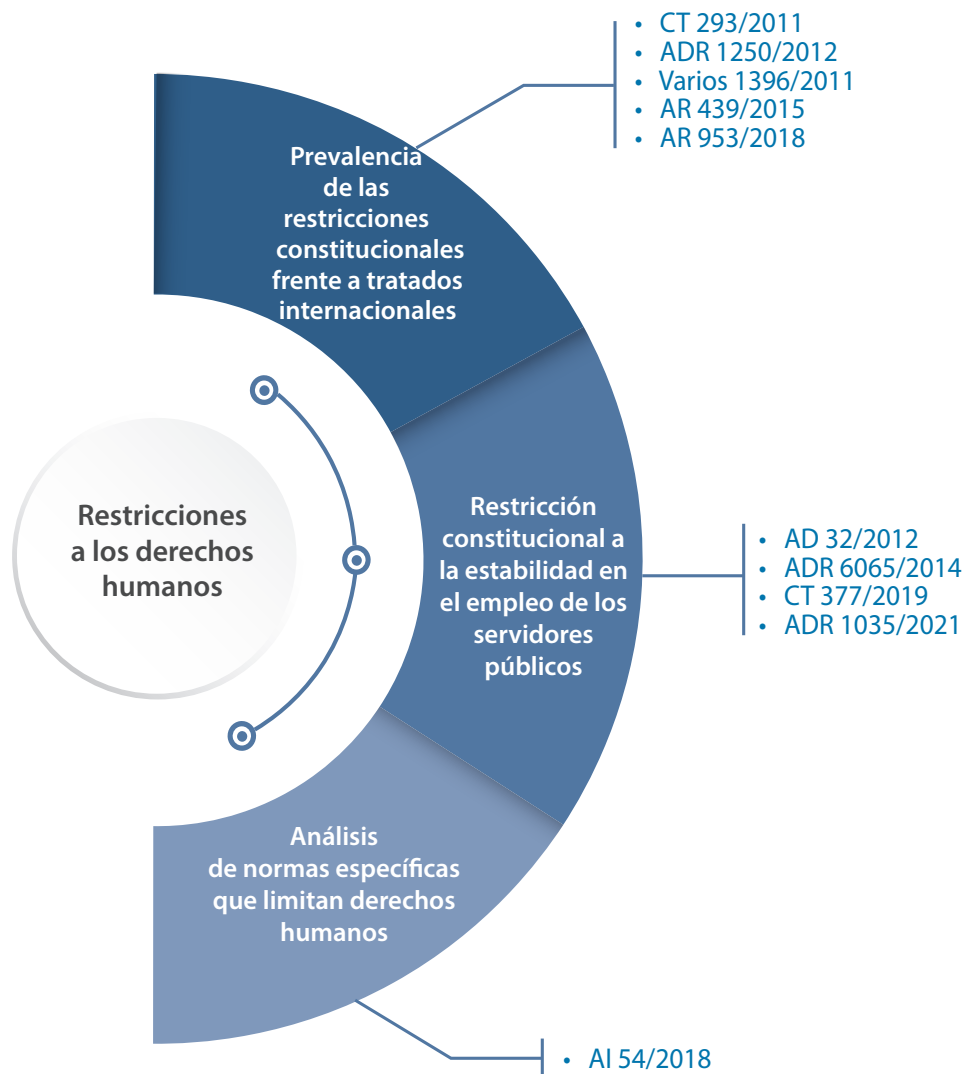 • CT 293/2011
• ADR 1250/2012
• Varios 1396/2011
• AR 439/2015
• AR 953/2018
Prevalencia
de las
restricciones
constitucionales
frente a tratados
internacionales
Restricciones
a los derechos
humanos
Restricción
constitucional a
la estabilidad en
el empleo de los
servidores
públicos
• AD 32/2012
• ADR 6065/2014
• CT 377/2019
• ADR 1035/2021
Análisis
de normas específicas
que limitan derechos
humanos
• AI 54/2018